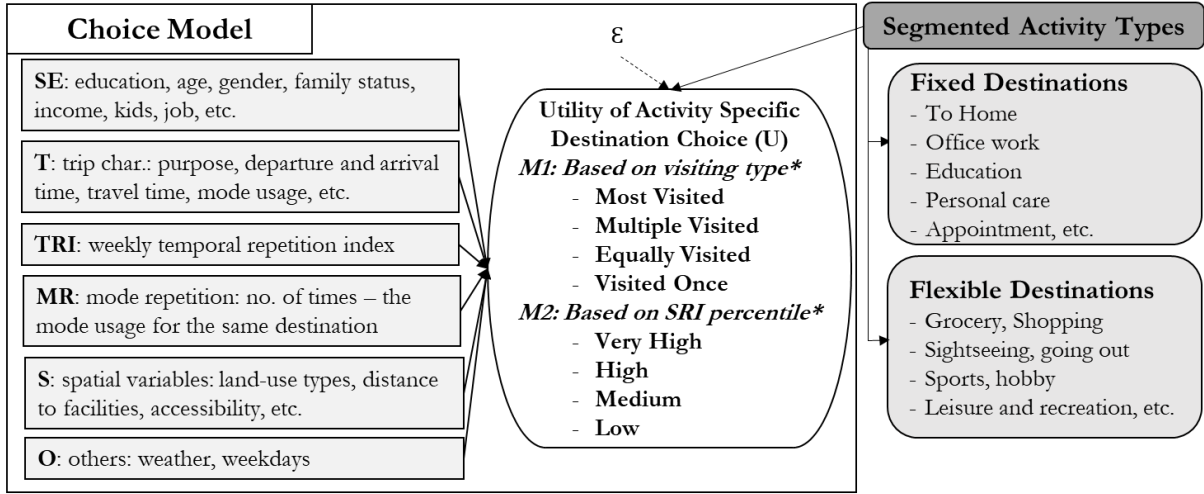 Choice Model
SE: education, age, gender, family status,
income, kids, job, etc.
T: trip char.: purpose, departure and arrival
time, travel time, mode usage, etc.
TRI: weekly temporal repetition index
MR: mode repetition: no. of times – the
mode usage for the same destination
S: spatial variables: land-use types, distance
to facilities, accessibility, etc.
O: others: weather, weekdays
ε
Utility of Activity Specific
Destination Choice (U)
M1: Based on visiting type*
- Most Visited
- Multiple Visited
- Equally Visited
- Visited Once
M2: Based on SRI percentile*
- Very High
- High
- Medium
- Low
Segmented Activity Types
Fixed Destinations
- To Home
- Office work
- Education
- Personal care
- Appointment, etc.
Flexible Destinations
- Grocery, Shopping
- Sightseeing, going out
- Sports, hobby
- Leisure and recreation, etc.